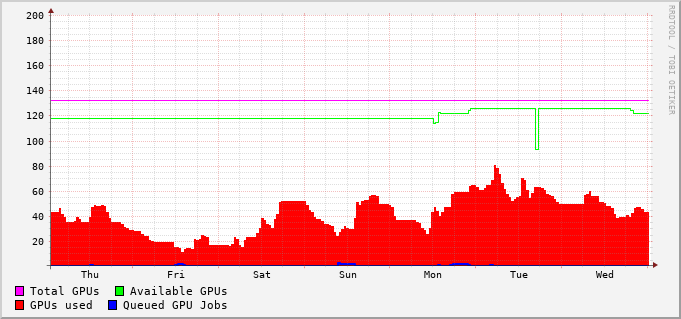 200
180
160
140
120
100
80
60
40
20
Thu Fri Sat Sun Mon Tue Wed
Total GPUs Available GPUs
GPUs used Queued GPU Jobs
RRDTOOL / TOBI OETIKER